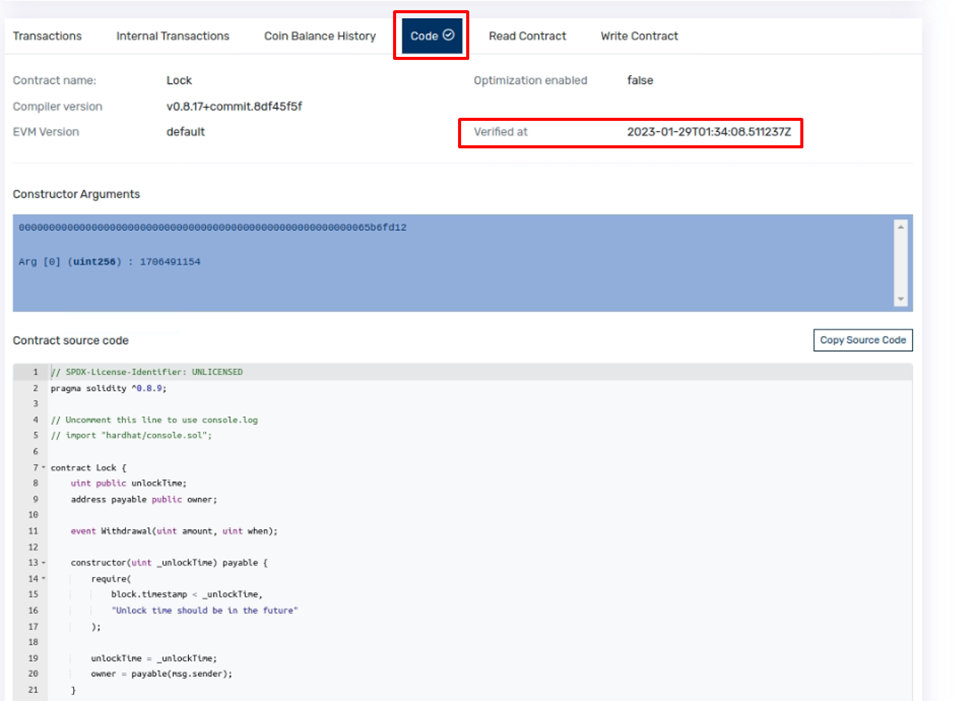 Transactions Internal Transactions Coin Balance History Code Read Contract Write Contract
Contract name: Lock Optimization enabled false
Compiler version v0.8.17+commit.8df45f5f
EVM Version default Verified at 2023-01-29T01:34:08.511237Z
Constructor Arguments
0000000000000000000000000000000000000000000000000000000065b6fd12
Arg [0] (uint256) : 1706491154
Contract source code Copy Source Code
1 // SPDX-License-Identifier: UNLICENSED
2 pragma solidity ^0.8.9;
3
4 // Uncomment this line to use console.log
5 // import "hardhat/console.sol";
6
7 contract Lock {
8 uint public unlockTime;
9 address payable public owner;
10
11 event Withdrawal(uint amount, uint when);
12
13 constructor(uint _unlockTime) payable {
14 require(
15 block.timestamp < _unlockTime,
16 "Unlock time should be in the future"
17 );
18
19 unlockTime = _unlockTime;
20 owner = payable(msg.sender);
21 }